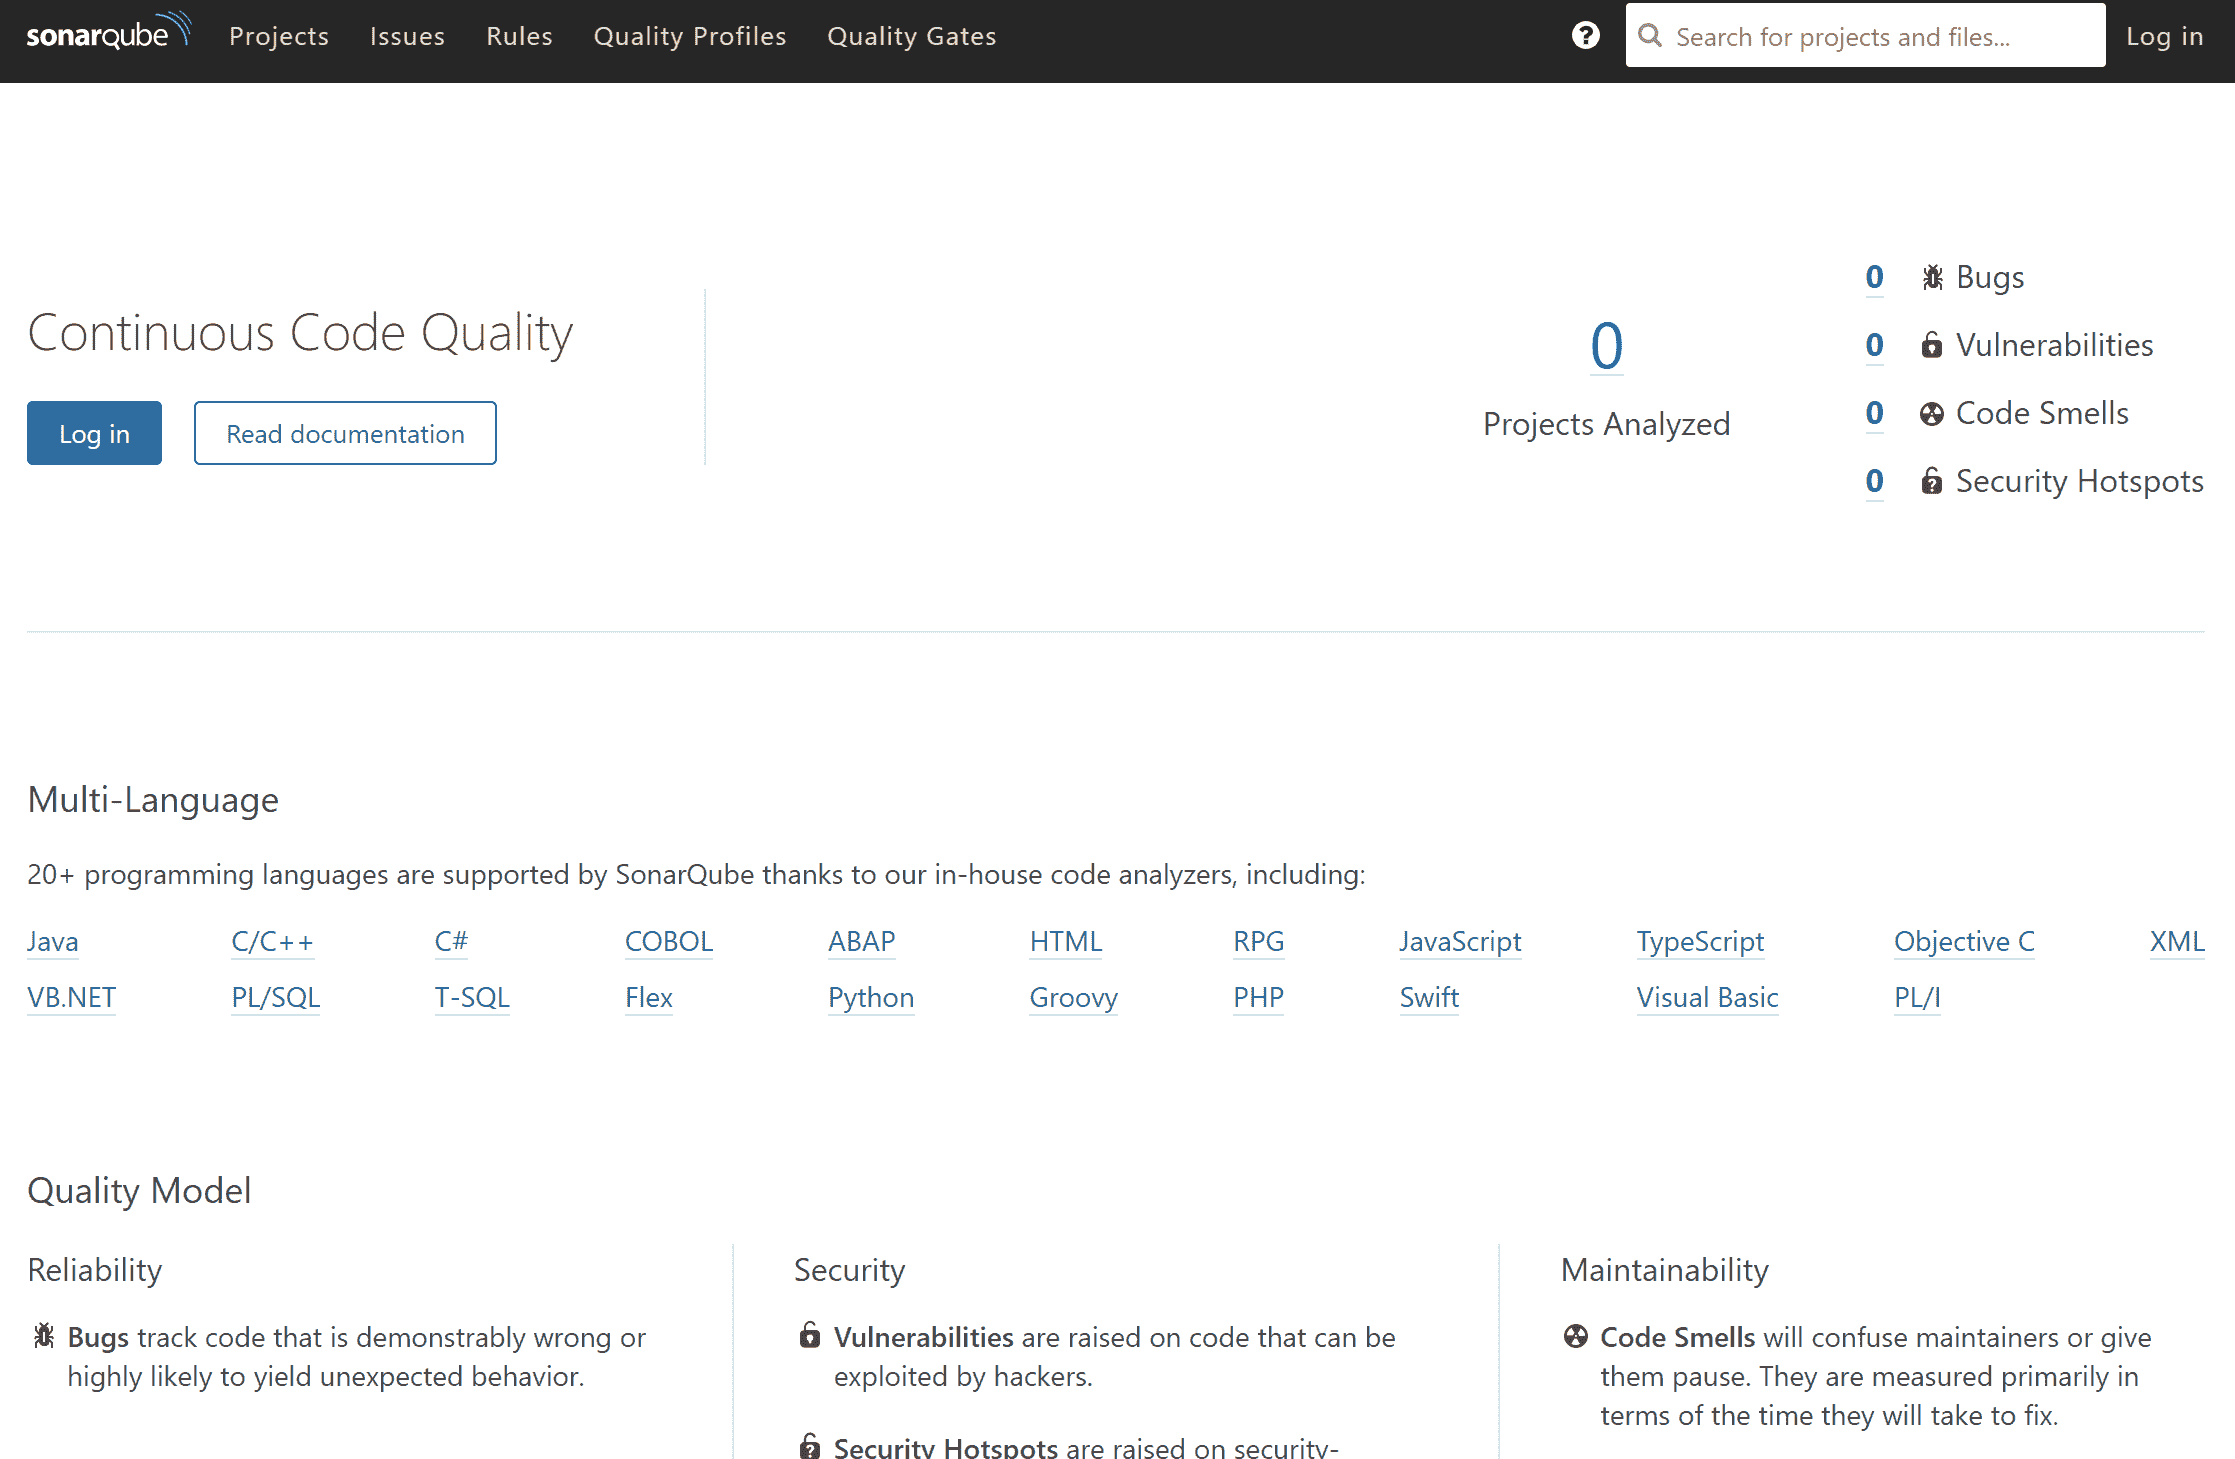 sonarqube Projects Issues Rules Quality Profiles Quality Gates ? Search for projects and files... Log in
Continuous Code Quality
Log in Read documentation
0
Projects Analyzed
0 Bugs
0 Vulnerabilities
0 Code Smells
0 Security Hotspots
Multi-Language
20+ programming languages are supported by SonarQube thanks to our in-house code analyzers, including:
Java C/C++ C# COBOL ABAP HTML RPG JavaScript TypeScript Objective C XML
VB.NET PL/SQL T-SQL Flex Python Groovy PHP Swift Visual Basic PL/I
Quality Model
Reliability
Bugs track code that is demonstrably wrong or
highly likely to yield unexpected behavior.
Security
Vulnerabilities are raised on code that can be
exploited by hackers.
Security Hotspots are raised on security-
Maintainability
Code Smells will confuse maintainers or give
them pause. They are measured primarily in
terms of the time they will take to fix.